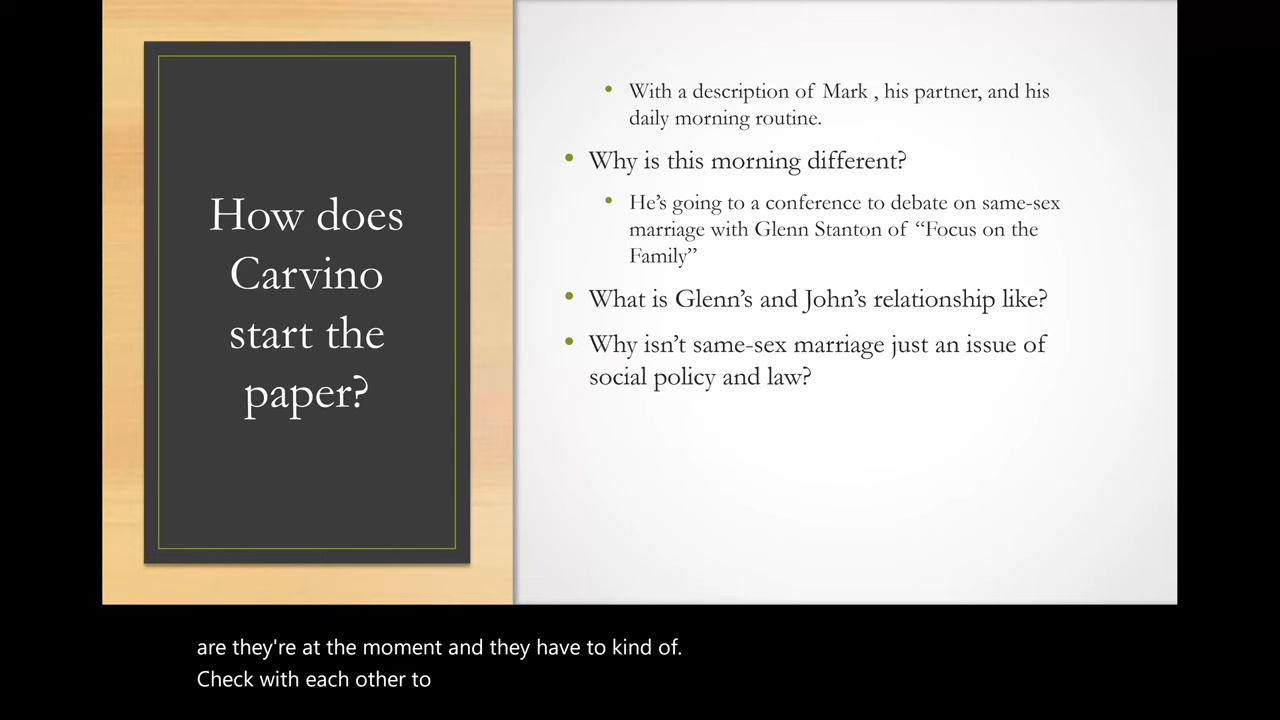 How does
Carvino
start the
paper?
• With a description of Mark , his partner, and his
daily morning routine.
• Why is this morning different?
• He’s going to a conference to debate on same-sex
marriage with Glenn Stanton of “Focus on the
Family”
• What is Glenn’s and John’s relationship like?
• Why isn’t same-sex marriage just an issue of
social policy and law?
are they're at the moment and they have to kind of.
Check with each other to